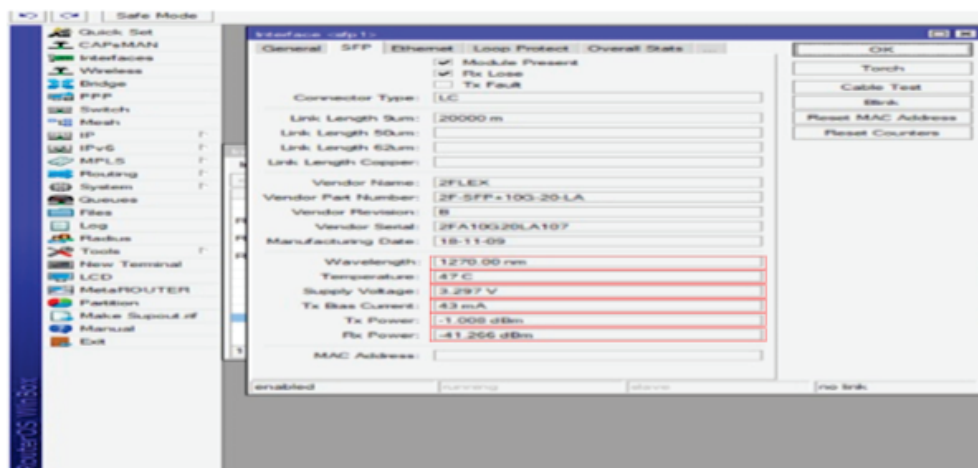 Safe Mode
Quick Set
CAPsMAN
Interfaces
Wireless
Bridge
PPP
Switch
Mesh
IP
IPv6
MPLS
Routing
System
Queues
Files
Log
Radius
Tools
New Terminal
LCD
MetaROUTER
Partition
Make Supout.rif
Manual
Exit
RouterOS WinBox
Interface <sfp1>
General SFP Ethernet Loop Protect Overall Stats ...
Module Present
Rx Lose
Tx Fault
Connector Type: LC
Link Length 9um: 20000 m
Link Length 50um:
Link Length 62um:
Link Length Copper:
Vendor Name: 2FLEX
Vendor Part Number: 2F-SFP+10G-20-LA
Vendor Revision: B
Vendor Serial: 2FA10G20LA107
Manufacturing Date: 18-11-09
Wavelength: 1270.00 nm
Temperature: 47 C
Supply Voltage: 3.297 V
Tx Bias Current: 43 mA
Tx Power: -1.008 dBm
Rx Power: -41.266 dBm
MAC Address:
enabled running slave no link
OK
Torch
Cable Test
Blink
Reset MAC Address
Reset Counters